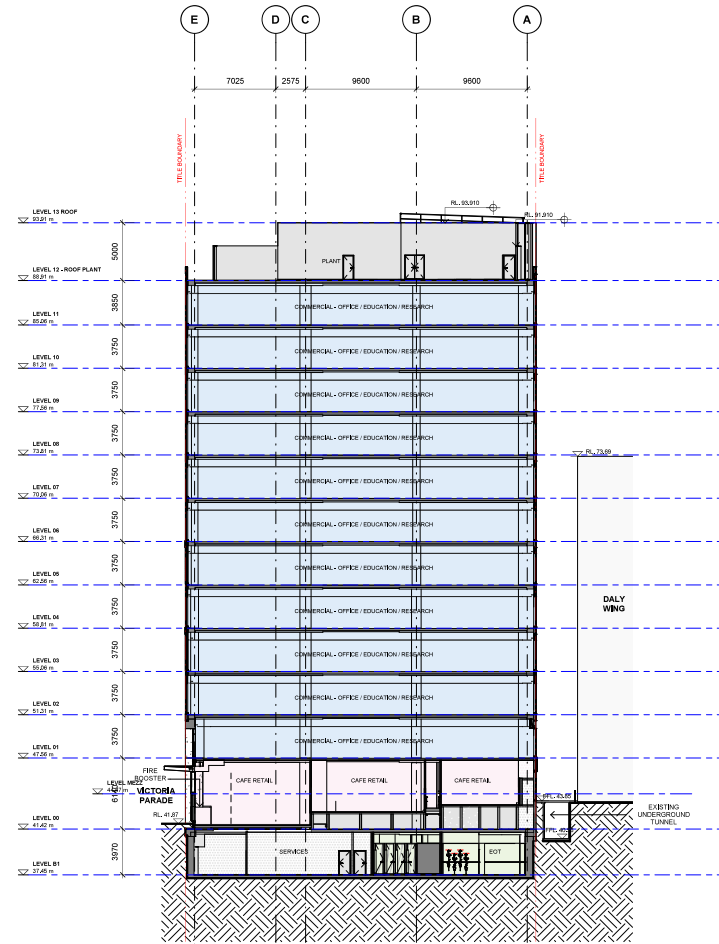 E D C B A
7025 2575 9600 9600
TITLE BOUNDARY
TITLE BOUNDARY
RL. 93.910
RL. 91.910
LEVEL 13 ROOF
93.91 m
5000
PLANT
LEVEL 12 - ROOF PLANT
88.91 m
3850
COMMERCIAL - OFFICE / EDUCATION / RESEARCH
LEVEL 11
85.06 m
3750
COMMERCIAL - OFFICE / EDUCATION / RESEARCH
LEVEL 10
81.31 m
3750
COMMERCIAL - OFFICE / EDUCATION / RESEARCH
LEVEL 09
77.56 m
3750
COMMERCIAL - OFFICE / EDUCATION / RESEARCH
LEVEL 08
73.81 m
RL. 73.69
3750
COMMERCIAL - OFFICE / EDUCATION / RESEARCH
LEVEL 07
70.06 m
3750
COMMERCIAL - OFFICE / EDUCATION / RESEARCH
LEVEL 06
66.31 m
3750
COMMERCIAL - OFFICE / EDUCATION / RESEARCH
LEVEL 05
62.56 m
3750
COMMERCIAL - OFFICE / EDUCATION / RESEARCH
DALY
WING
LEVEL 04
58.81 m
3750
COMMERCIAL - OFFICE / EDUCATION / RESEARCH
LEVEL 03
55.06 m
3750
COMMERCIAL - OFFICE / EDUCATION / RESEARCH
LEVEL 02
51.31 m
3750
COMMERCIAL - OFFICE / EDUCATION / RESEARCH
LEVEL 01
47.56 m
FIRE
BOOSTER
CAFE RETAIL CAFE RETAIL CAFE RETAIL
LEVEL MEZZ
VICTORIA
PARADE
RL. 41.67
EXISTING
UNDERGROUND
TUNNEL
LEVEL 00
41.42 m
3970
SERVICES
EOT
LEVEL B1
37.45 m